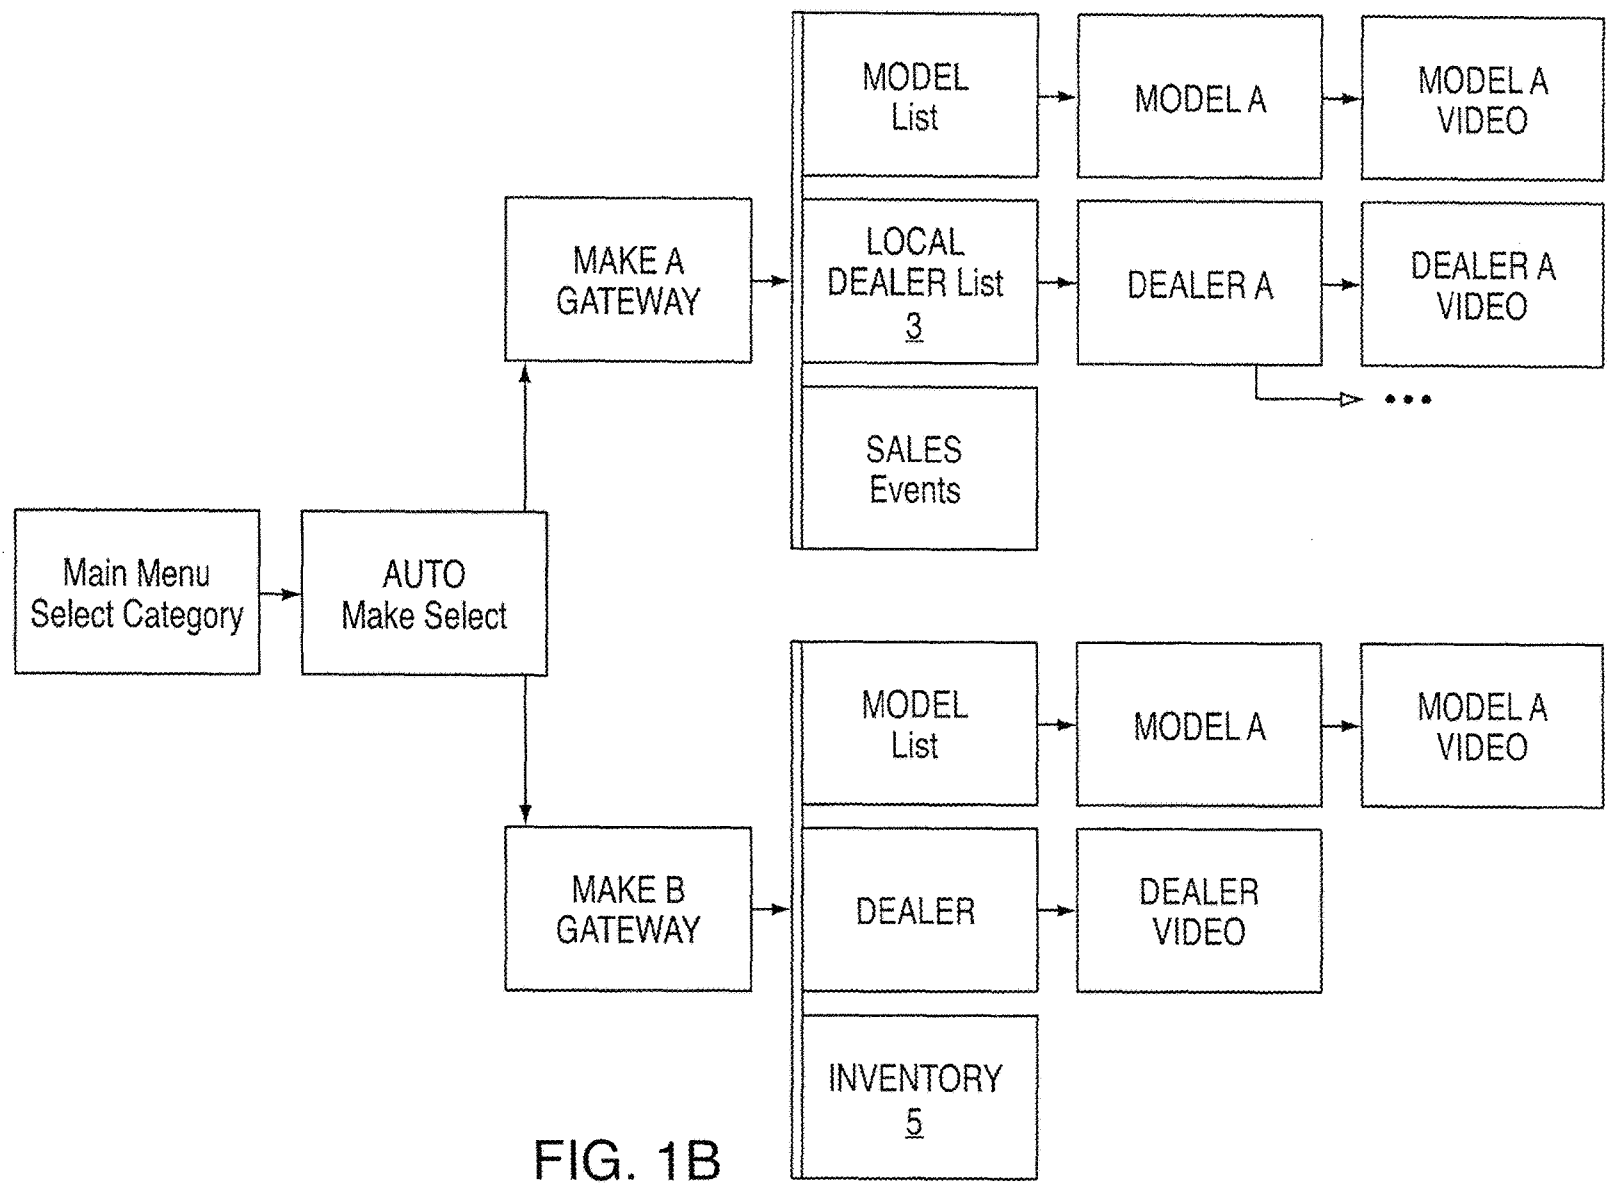 MODEL
List
MODEL A
MODEL A
VIDEO
MAKE A
GATEWAY
LOCAL
DEALER List
3
DEALER A
DEALER A
VIDEO
•••
SALES
Events
Main Menu
Select Category
AUTO
Make Select
MODEL
List
MODEL A
MODEL A
VIDEO
MAKE B
GATEWAY
DEALER
DEALER
VIDEO
INVENTORY
5
FIG. 1B